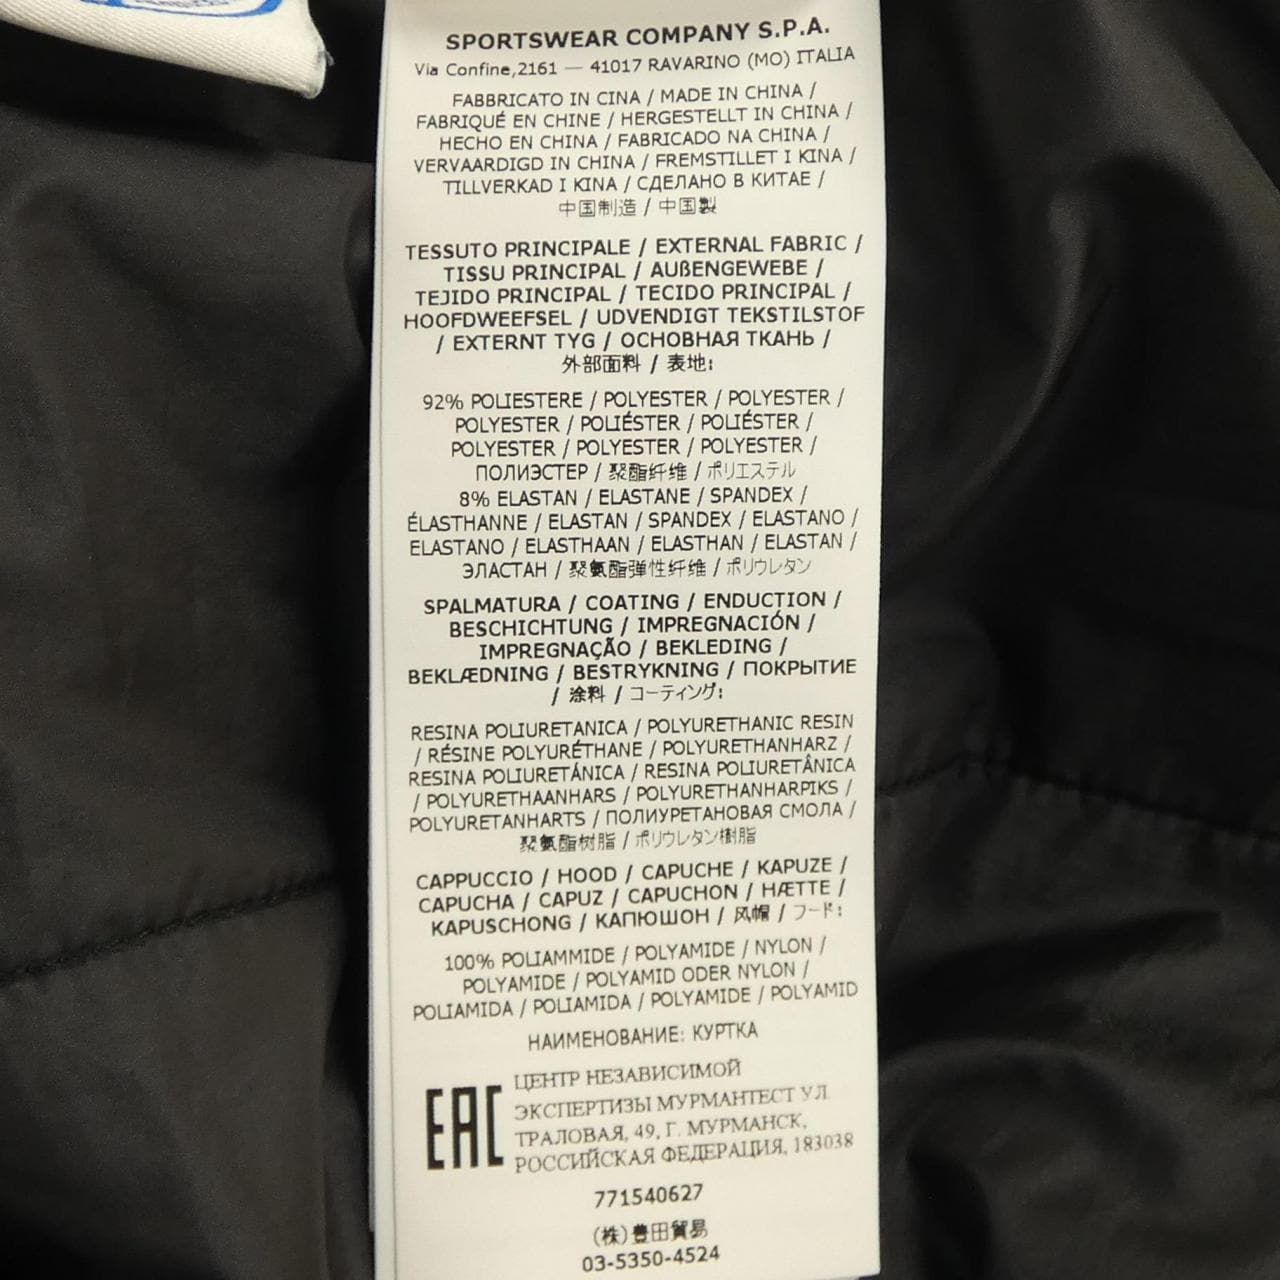 SPORTSWEAR COMPANY S.P.A.
Via Confine,2161 — 41017 RAVARINO (MO) ITALIA
FABBRICATO IN CINA / MADE IN CHINA /
FABRIQUÉ EN CHINE / HERGESTELLT IN CHINA /
HECHO EN CHINA / FABRICADO NA CHINA /
VERVAARDIGD IN CHINA / FREMSTILLET I KINA /
TILLVERKAD I KINA / СДЕЛАНО В КИТАЕ /
中国制造 / 中国製
TESSUTO PRINCIPALE / EXTERNAL FABRIC /
TISSU PRINCIPAL / AUßENGEWEBE /
TEJIDO PRINCIPAL / TECIDO PRINCIPAL /
HOOFDWEEFSEL / UDVENDIGT TEKSTILSTOF
/ EXTERNT TYG / ОСНОВНАЯ ТКАНЬ /
外部面料 / 表地:
92% POLIESTERE / POLYESTER / POLYESTER /
POLYESTER / POLIÉSTER / POLIÉSTER /
POLYESTER / POLYESTER / POLYESTER /
ПОЛИЭСТЕР / 聚酯纤维 / ポリエステル
8% ELASTAN / ELASTANE / SPANDEX /
ÉLASTHANNE / ELASTAN / SPANDEX / ELASTANO /
ELASTANO / ELASTHAAN / ELASTHAN / ELASTAN /
ЭЛАСТАН / 聚氨酯弹性纤维 / ポリウレタン
SPALMATURA / COATING / ENDUCTION /
BESCHICHTUNG / IMPREGNACIÓN /
IMPREGNAÇÃO / BEKLEDING /
BEKLÆDNING / BESTRYKNING / ПОКРЫТИЕ
/ 涂料 / コーティング:
RESINA POLIURETANICA / POLYURETHANIC RESIN
/ RÉSINE POLYURÉTHANE / POLYURETHANHARZ /
RESINA POLIURETÁNICA / RESINA POLIURETÂNICA
/ POLYURETHAANHARS / POLYURETHANHARPIKS /
POLYURETANHARTS / ПОЛИУРЕТАНОВАЯ СМОЛА /
聚氨酯树脂 / ポリウレタン樹脂
CAPPUCCIO / HOOD / CAPUCHE / KAPUZE /
CAPUCHA / CAPUZ / CAPUCHON / HÆTTE /
KAPUSCHONG / КАПЮШОН / 风帽 / フード:
100% POLIAMMIDE / POLYAMIDE / NYLON /
POLYAMIDE / POLYAMID ODER NYLON /
POLIAMIDA / POLIAMIDA / POLYAMIDE / POLYAMID
НАИМЕНОВАНИЕ: КУРТКА
EAC ЦЕНТР НЕЗАВИСИМОЙ
ЭКСПЕРТИЗЫ МУРМАНТЕСТ УЛ.
ТРАЛОВАЯ, 49, Г. МУРМАНСК,
РОССИЙСКАЯ ФЕДЕРАЦИЯ, 183038
771540627
(株)豊田貿易
03-5350-4524